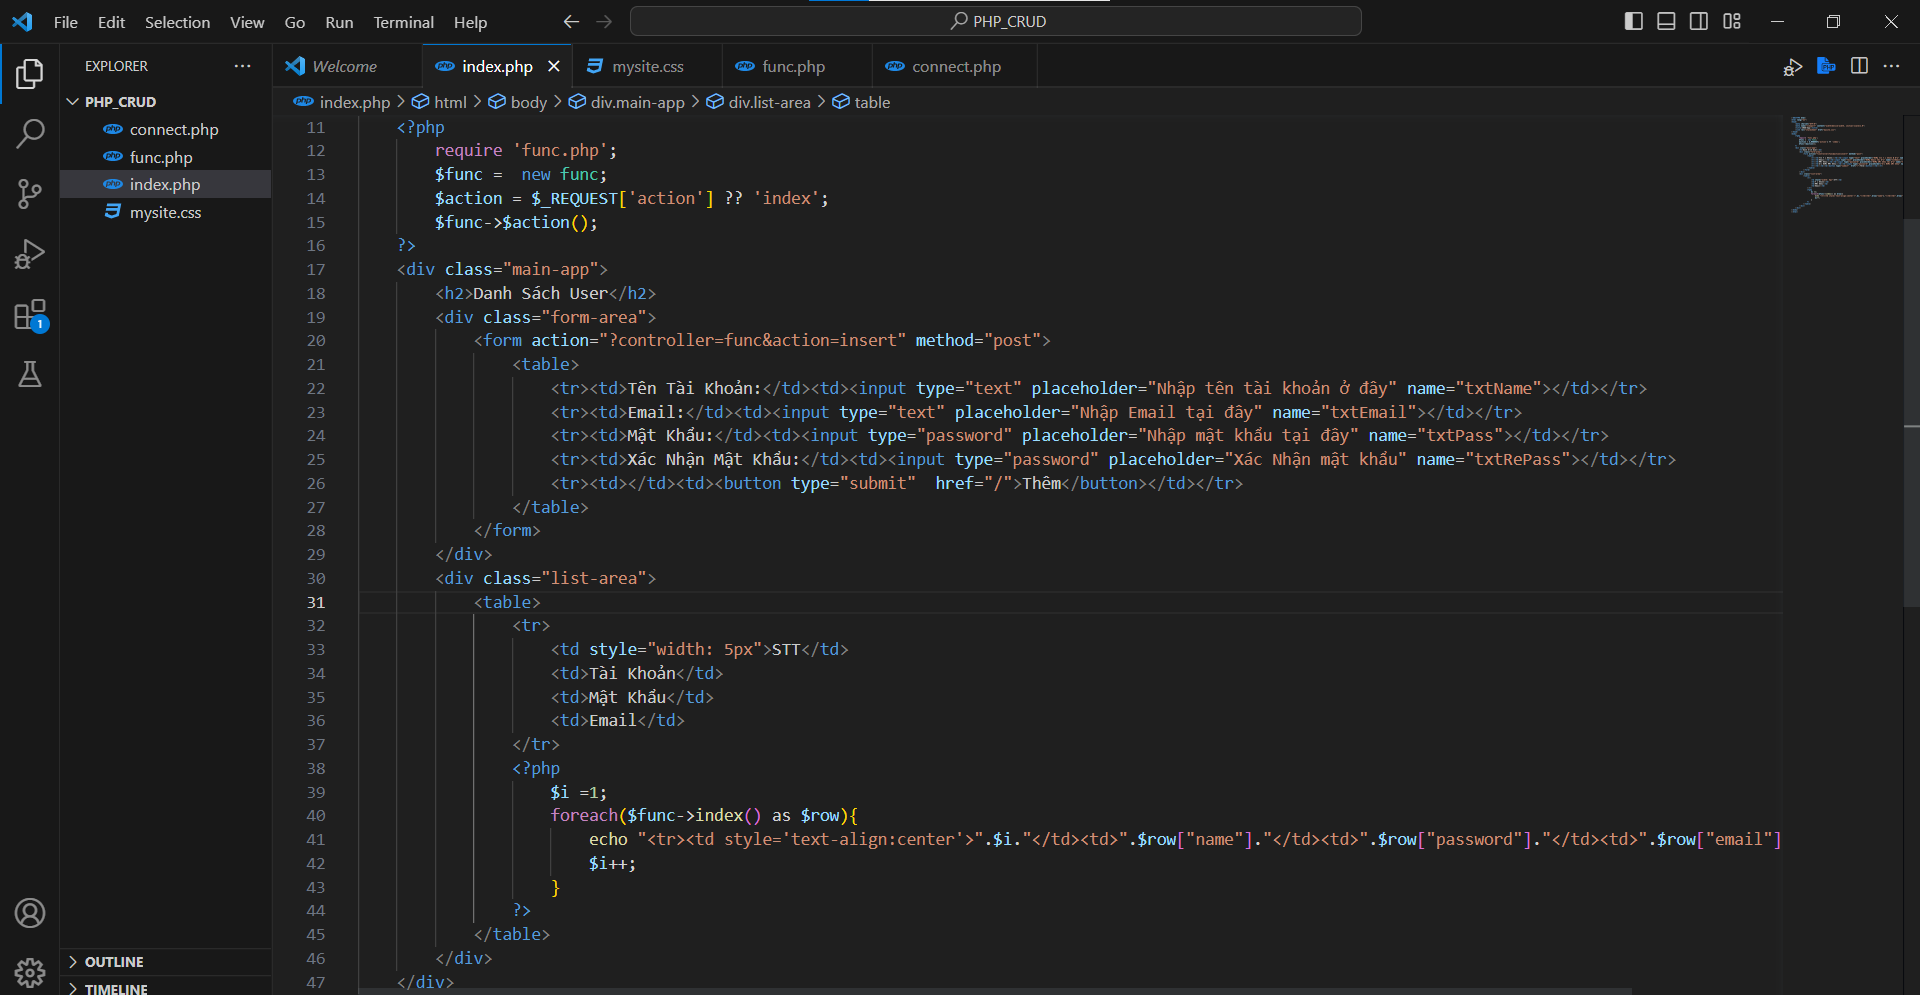 File Edit Selection View Go Run Terminal Help
PHP_CRUD
EXPLORER
Welcome index.php mysite.css func.php connect.php
index.php > html > body > div.main-app > div.list-area > table
PHP_CRUD
connect.php
func.php
index.php
mysite.css
1
OUTLINE
TIMELINE
11 <?php
12 require 'func.php';
13 $func =  new func;
14 $action = $_REQUEST['action'] ?? 'index';
15 $func->$action();
16 ?>
17 <div class="main-app">
18 <h2>Danh Sách User</h2>
19 <div class="form-area">
20 <form action="?controller=func&action=insert" method="post">
21 <table>
22 <tr><td>Tên Tài Khoản:</td><td><input type="text" placeholder="Nhập tên tài khoản ở đây" name="txtName"></td></tr>
23 <tr><td>Email:</td><td><input type="text" placeholder="Nhập Email tại đây" name="txtEmail"></td></tr>
24 <tr><td>Mật Khẩu:</td><td><input type="password" placeholder="Nhập mật khẩu tại đây" name="txtPass"></td></tr>
25 <tr><td>Xác Nhận Mật Khẩu:</td><td><input type="password" placeholder="Xác Nhận mật khẩu" name="txtRePass"></td></tr>
26 <tr><td></td><td><button type="submit"  href="/">Thêm</button></td></tr>
27 </table>
28 </form>
29 </div>
30 <div class="list-area">
31 <table>
32 <tr>
33 <td style="width: 5px">STT</td>
34 <td>Tài Khoản</td>
35 <td>Mật Khẩu</td>
36 <td>Email</td>
37 </tr>
38 <?php
39 $i =1;
40 foreach($func->index() as $row){
41 echo "<tr><td style='text-align:center'>".$i."</td><td>".$row["name"]."</td><td>".$row["password"]."</td><td>".$row["email"]
42 $i++;
43 }
44 ?>
45 </table>
46 </div>
47 </div>